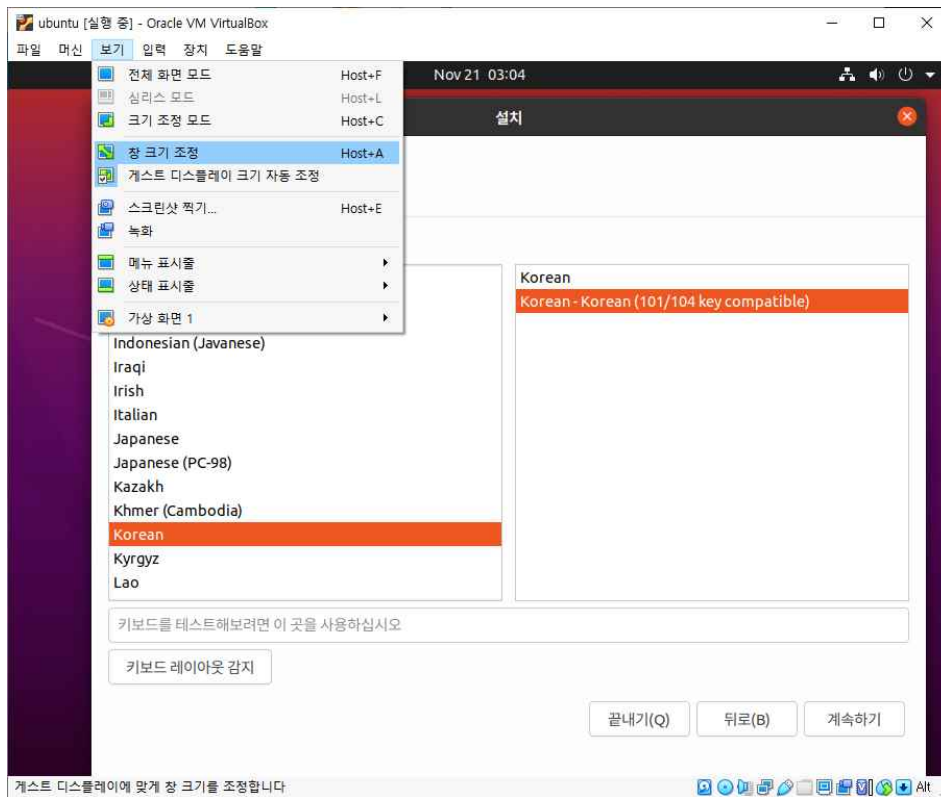 ubuntu [실행 중] - Oracle VM VirtualBox
파일 머신 보기 입력 장치 도움말
Nov 21 03:04
전체 화면 모드 Host+F
심리스 모드 Host+L
크기 조정 모드 Host+C
창 크기 조정 Host+A
게스트 디스플레이 크기 자동 조정
스크린샷 찍기... Host+E
녹화
메뉴 표시줄
상태 표시줄
가상 화면 1
설치
Indonesian (Javanese)
Iraqi
Irish
Italian
Japanese
Japanese (PC-98)
Kazakh
Khmer (Cambodia)
Korean
Kyrgyz
Lao
Korean
Korean - Korean (101/104 key compatible)
키보드를 테스트해보려면 이 곳을 사용하십시오
키보드 레이아웃 감지
끝내기(Q) 뒤로(B) 계속하기
게스트 디스플레이에 맞게 창 크기를 조정합니다
Alt